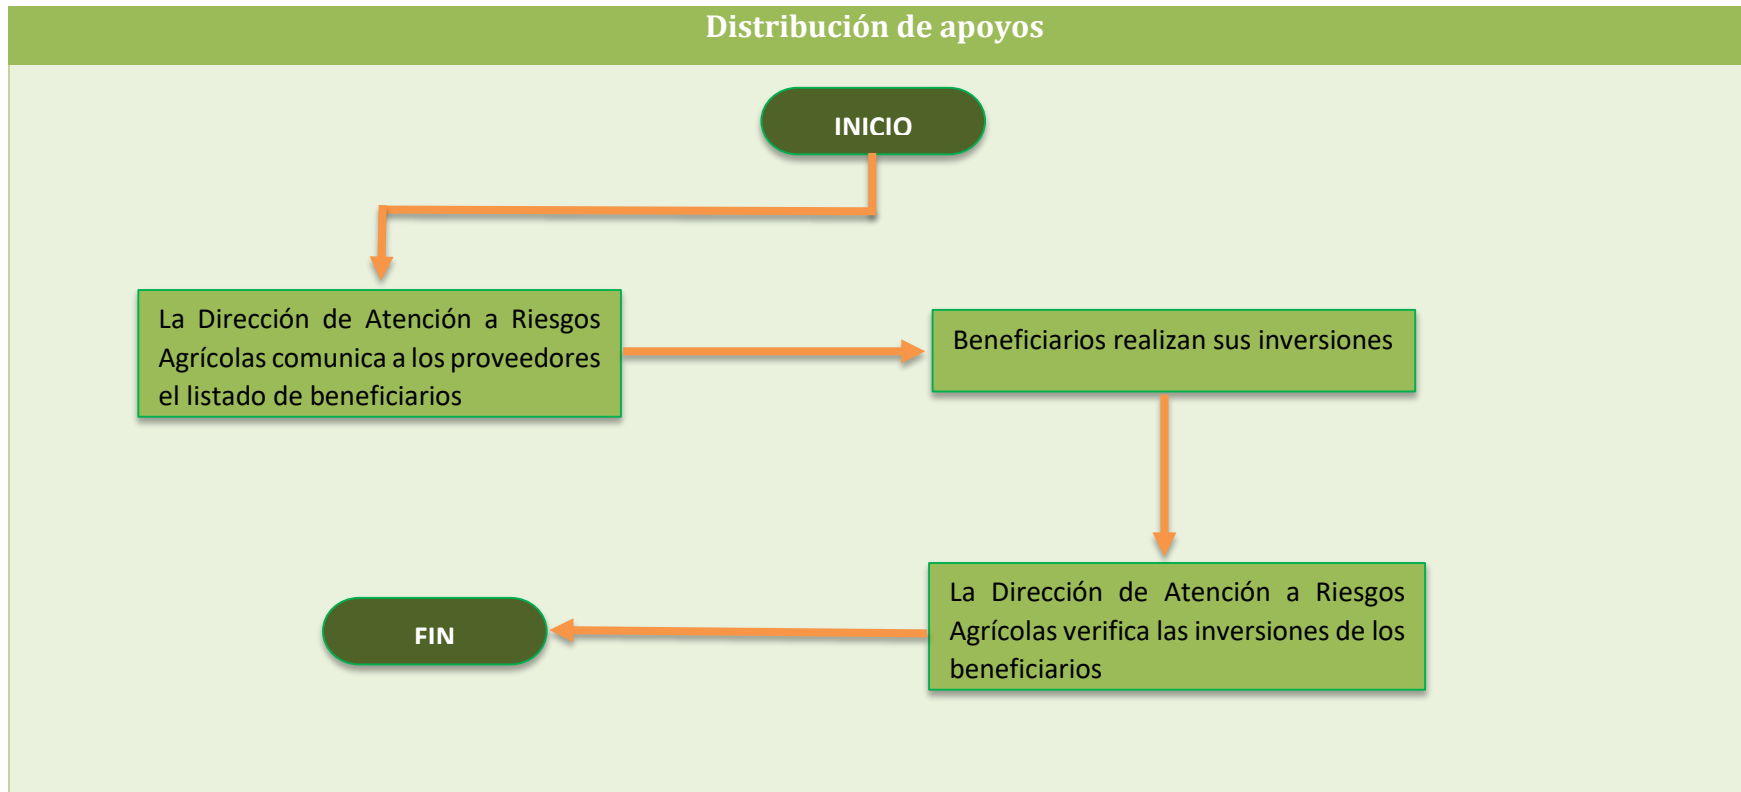 Distribución de apoyos
INICIO
La Dirección de Atención a Riesgos
Agrícolas comunica a los proveedores
el listado de beneficiarios
Beneficiarios realizan sus inversiones
La Dirección de Atención a Riesgos
Agrícolas verifica las inversiones de los
beneficiarios
FIN